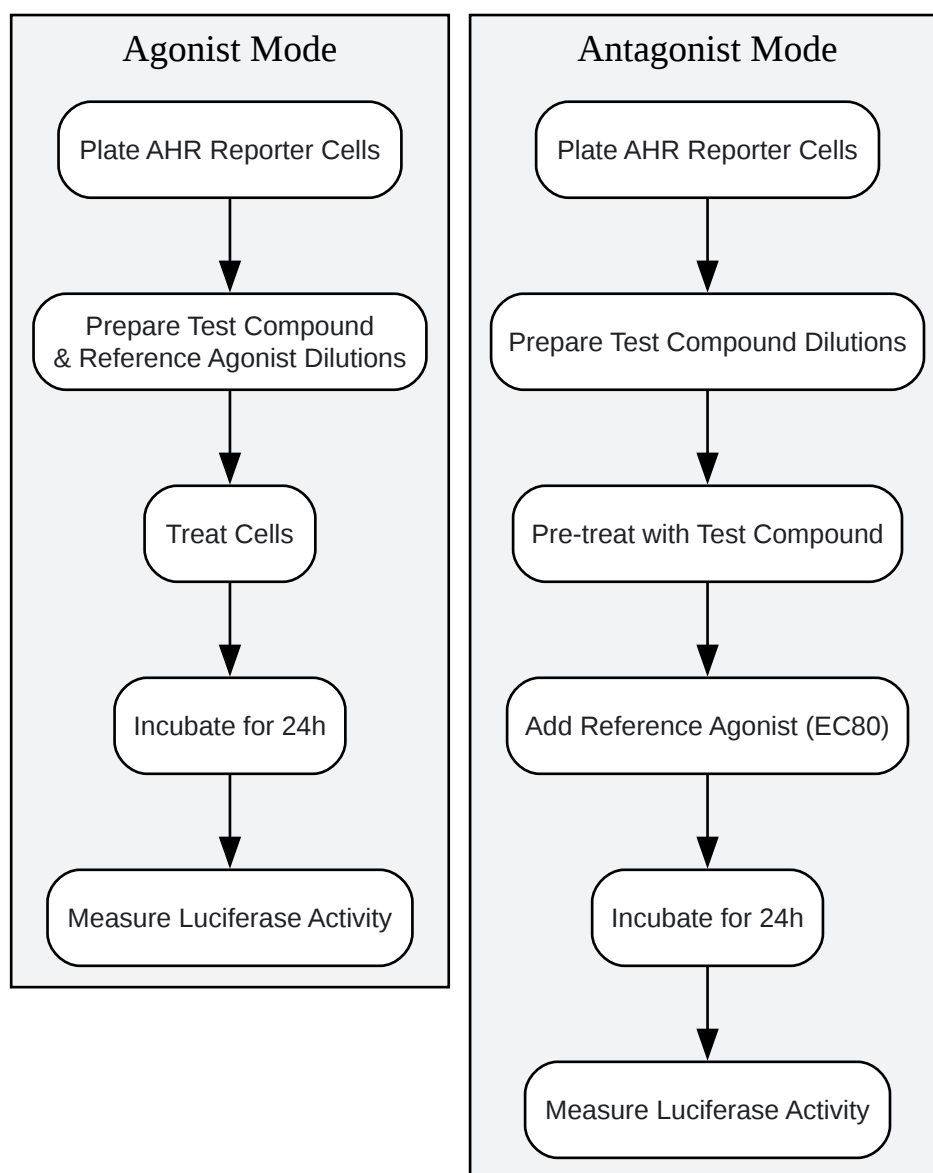 Agonist Mode
Plate AHR Reporter Cells
Prepare Test Compound
& Reference Agonist Dilutions
Treat Cells
Incubate for 24h
Measure Luciferase Activity
Antagonist Mode
Plate AHR Reporter Cells
Prepare Test Compound Dilutions
Pre-treat with Test Compound
Add Reference Agonist (EC80)
Incubate for 24h
Measure Luciferase Activity